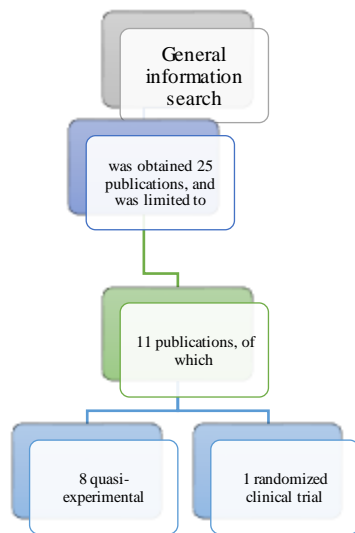 General
information
search
was obtained 25
publications, and
was limited to
11 publications, of
which
8 quasi-
experimental
1 randomized
clinical trial